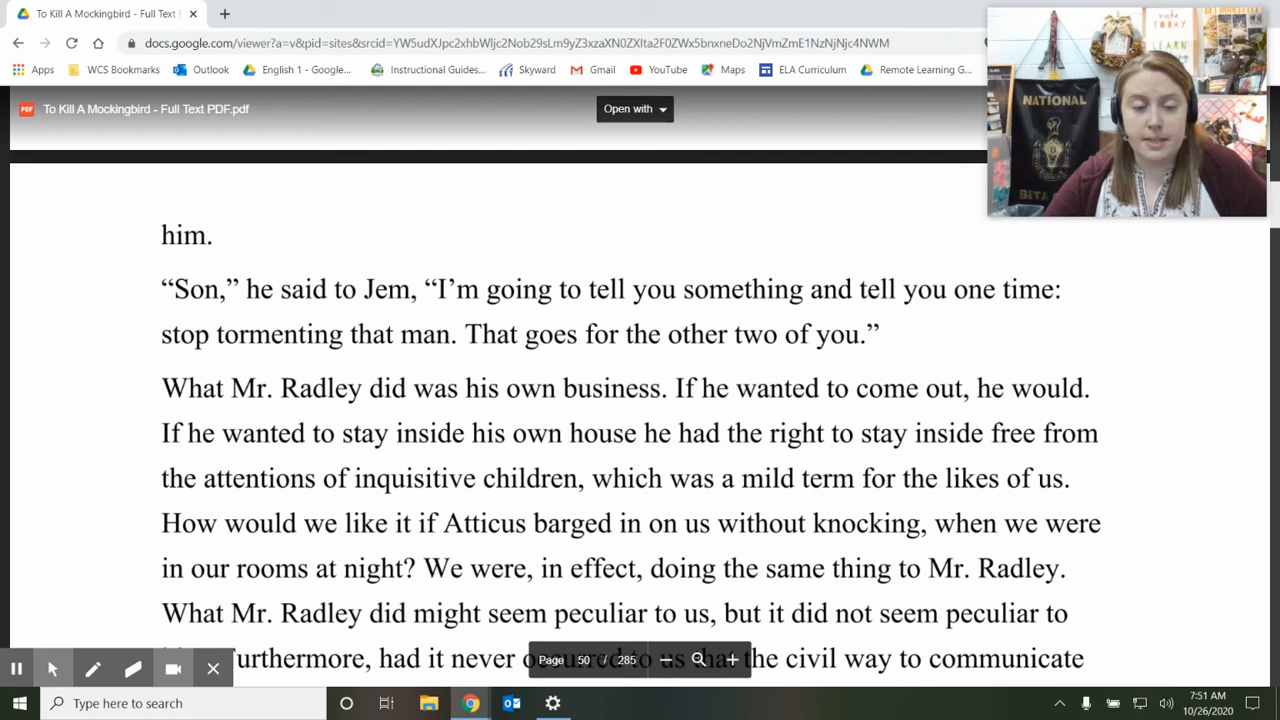 To Kill A Mockingbird - Full Text P
docs.google.com/viewer?a=v&pid=sites&srcid=YW5udXJpc2xhbWljc2Nob29sLm9yZ3xzaXN0ZXIta2F0ZWx5bnxneDo2NjVmZmE1NzNjNjc4NWM
Apps WCS Bookmarks Outlook English 1 - Google... Instructional Guides... Skyward Gmail YouTube Maps ELA Curriculum Remote Learning G...
PDF To Kill A Mockingbird - Full Text PDF.pdf Open with
make
TODAY
LEARN
NATIONAL
him.
“Son,” he said to Jem, “I’m going to tell you something and tell you one time:
stop tormenting that man. That goes for the other two of you.”
What Mr. Radley did was his own business. If he wanted to come out, he would.
If he wanted to stay inside his own house he had the right to stay inside free from
the attentions of inquisitive children, which was a mild term for the likes of us.
How would we like it if Atticus barged in on us without knocking, when we were
in our rooms at night? We were, in effect, doing the same thing to Mr. Radley.
What Mr. Radley did might seem peculiar to us, but it did not seem peculiar to
urthermore, had it never occurred to us that the civil way to communicate
Page 50 / 285
Type here to search
7:51 AM
10/26/2020